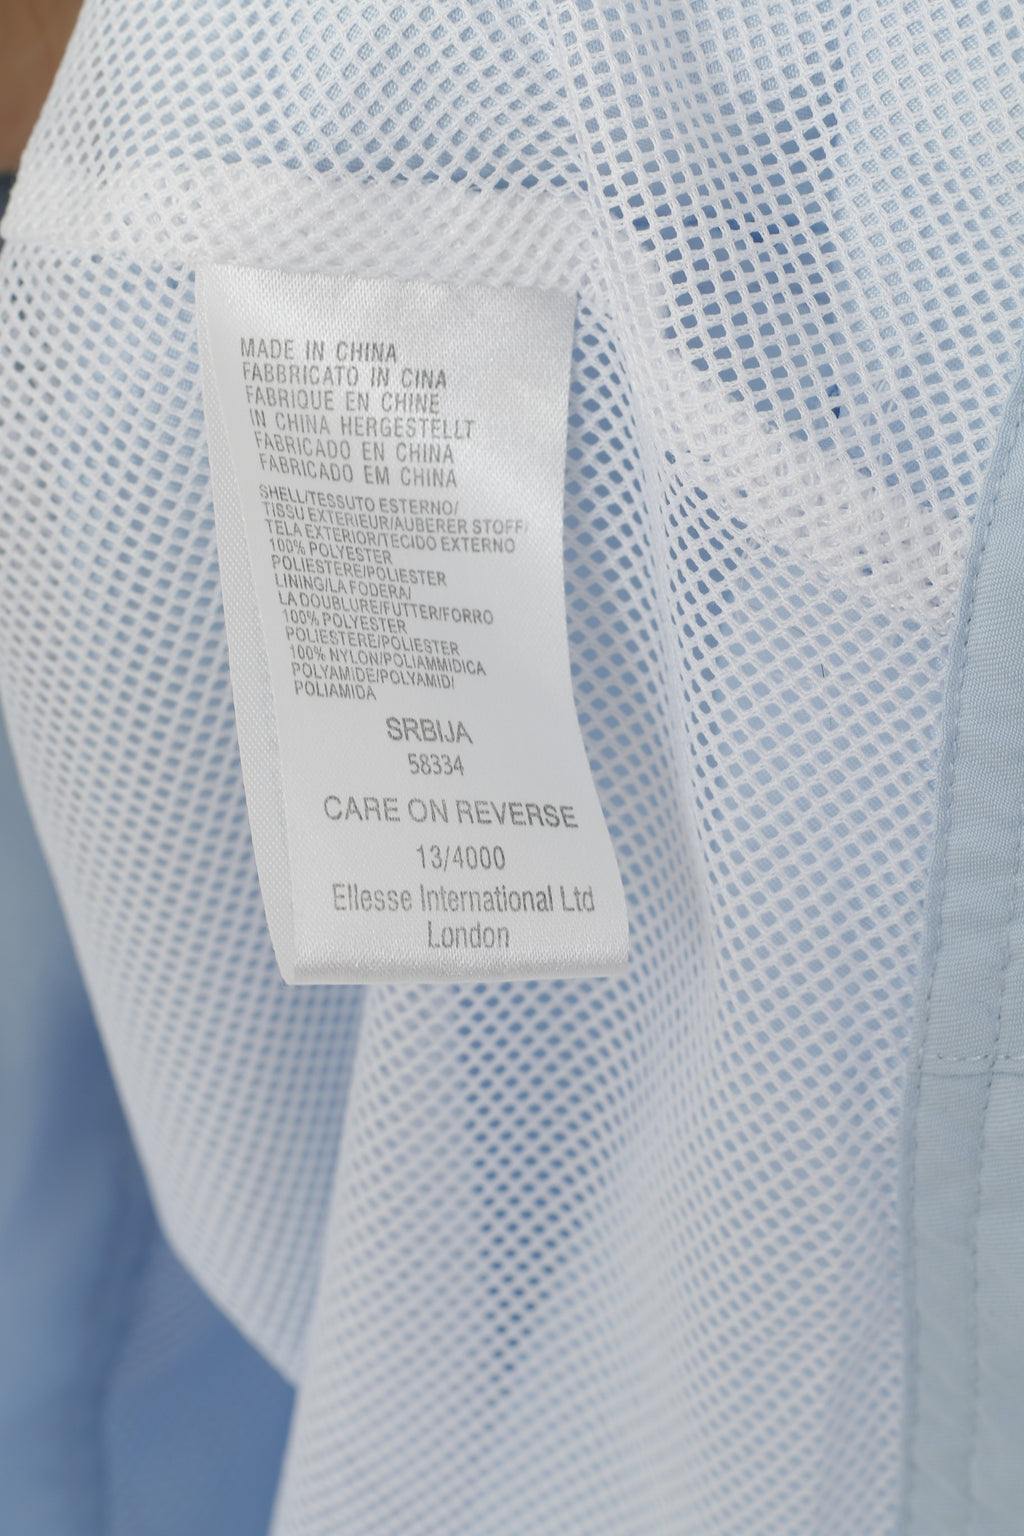 MADE IN CHINA
FABBRICATO IN CINA
FABRIQUE EN CHINE
IN CHINA HERGESTELLT
FABRICADO EN CHINA
FABRICADO EM CHINA
SHELL/TESSUTO ESTERNO/
TISSU EXTERIEUR/AUBERER STOFF/
TELA EXTERIOR/TECIDO EXTERNO
100% POLYESTER
POLIESTERE/POLIESTER
LINING/LA FODERA/
LA DOUBLURE/FUTTER/FORRO
100% POLYESTER
POLIESTERE/POLIESTER
100% NYLON/POLIAMMIDICA
POLYAMIDE/POLYAMID/
POLIAMIDA
SRBIJA
58334
CARE ON REVERSE
13/4000
Ellesse International Ltd
London